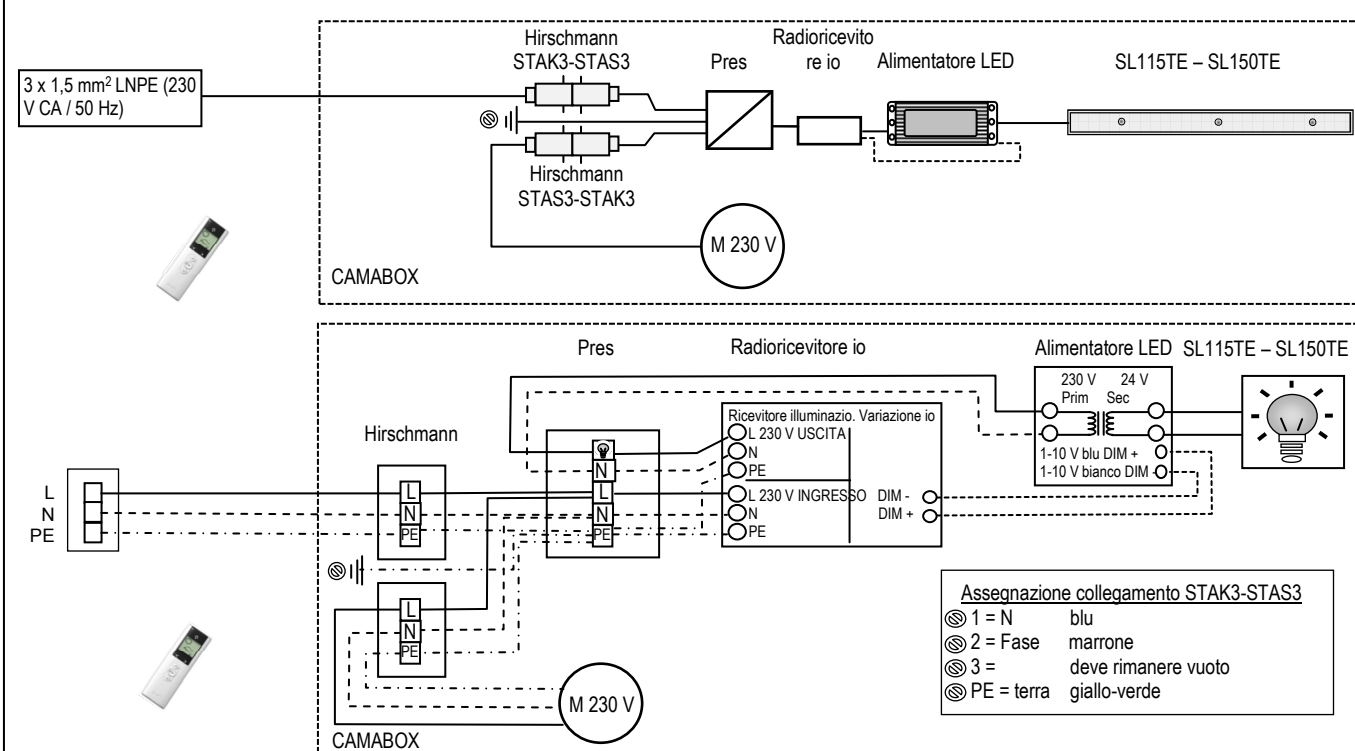 Hirschmann
STAK3-STAS3
Pres
Radioricevito
re io
Alimentatore LED
SL115TE – SL150TE
3 x 1,5 mm² LNPE (230
V CA / 50 Hz)
Hirschmann
STAS3-STAK3
M 230 V
CAMABOX
Pres
Radioricevitore io
Alimentatore LED
SL115TE – SL150TE
230 V 24 V
Prim Sec
1-10 V blu DIM +
1-10 V bianco DIM -
Hirschmann
Ricevitore illuminazio. Variazione io
L 230 V USCITA
N
PE
L 230 V INGRESSO
N
PE
DIM -
DIM +
N
L
N
PE
L
N
PE
L
N
PE
L
N
PE
M 230 V
CAMABOX
Assegnazione collegamento STAK3-STAS3
1 = N blu
2 = Fase marrone
3 = deve rimanere vuoto
PE = terra giallo-verde